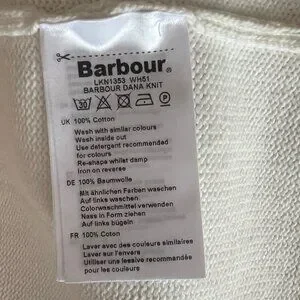 Barbour®
LKN1353 WH51
BARBOUR DANA KNIT
30 P
UK 100% Cotton
Wash with similar colours
Wash inside out
Use detergent recommended
for colours
Re-shape whilst damp
Iron on reverse
DE 100% Baumwolle
Mit ähnlichen Farben waschen
Auf links waschen
Colorwaschmittel verwenden
Nass in Form ziehen
Auf links bügeln
FR 100% Coton
Laver avec des couleurs similaires
Laver sur l'envers
Utiliser une lessive recommandée
pour les couleurs